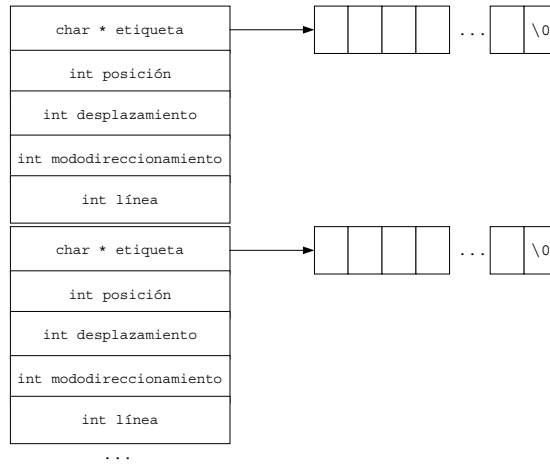 char * etiqueta ... \0
int posición
int desplazamiento
int mododireccionamiento
int línea
char * etiqueta ... \0
int posición
int desplazamiento
int mododireccionamiento
int línea
...